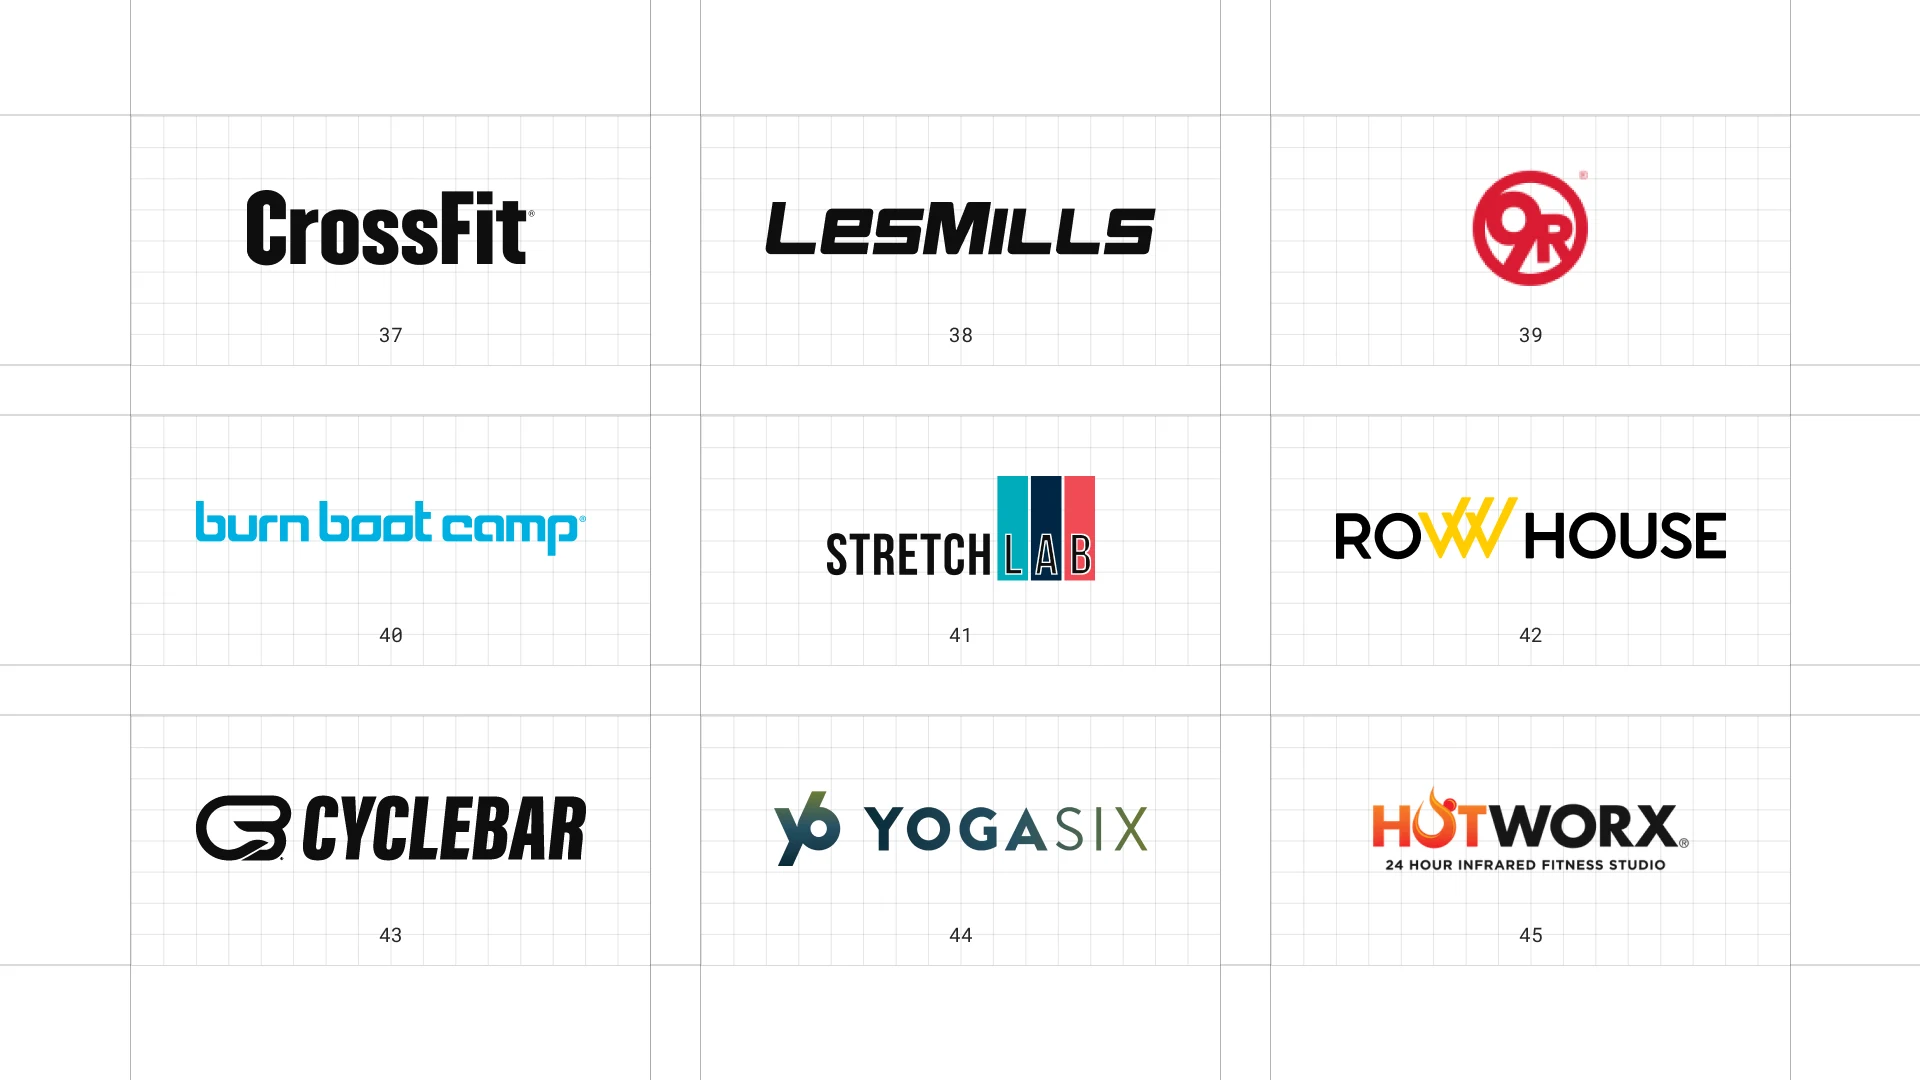 CrossFit®
LesMills
9R®
37
38
39
burn boot camp®
STRETCH LAB
ROW HOUSE
40
41
42
CB CYCLEBAR
y6 YOGASIX
HOTWORX®
24 HOUR INFRARED FITNESS STUDIO
43
44
45